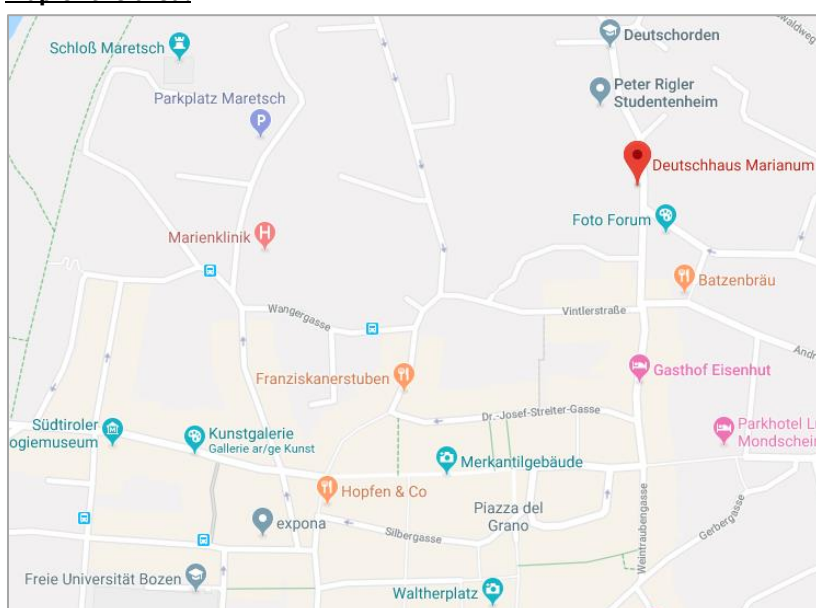 Schloß Maretsch
Parkplatz Maretsch
P
Marienklinik
H
Deutschorden
Peter Rigler
Studentenheim
Deutschhaus Marianum
Foto Forum
Batzenbräu
Wangergasse
Vintlerstraße
Franziskanerstuben
Gasthof Eisenhut
Dr.-Josef-Streiter-Gasse
Südtiroler
ogiemuseum
Kunstgalerie
Gallerie ar/ge Kunst
Merkantilgebäude
Parkhotel
Mondschein
Hopfen & Co
Piazza del
Grano
expona
Silbergasse
Weintraubengasse
Gerbergasse
Freie Universität Bozen
Waltherplatz